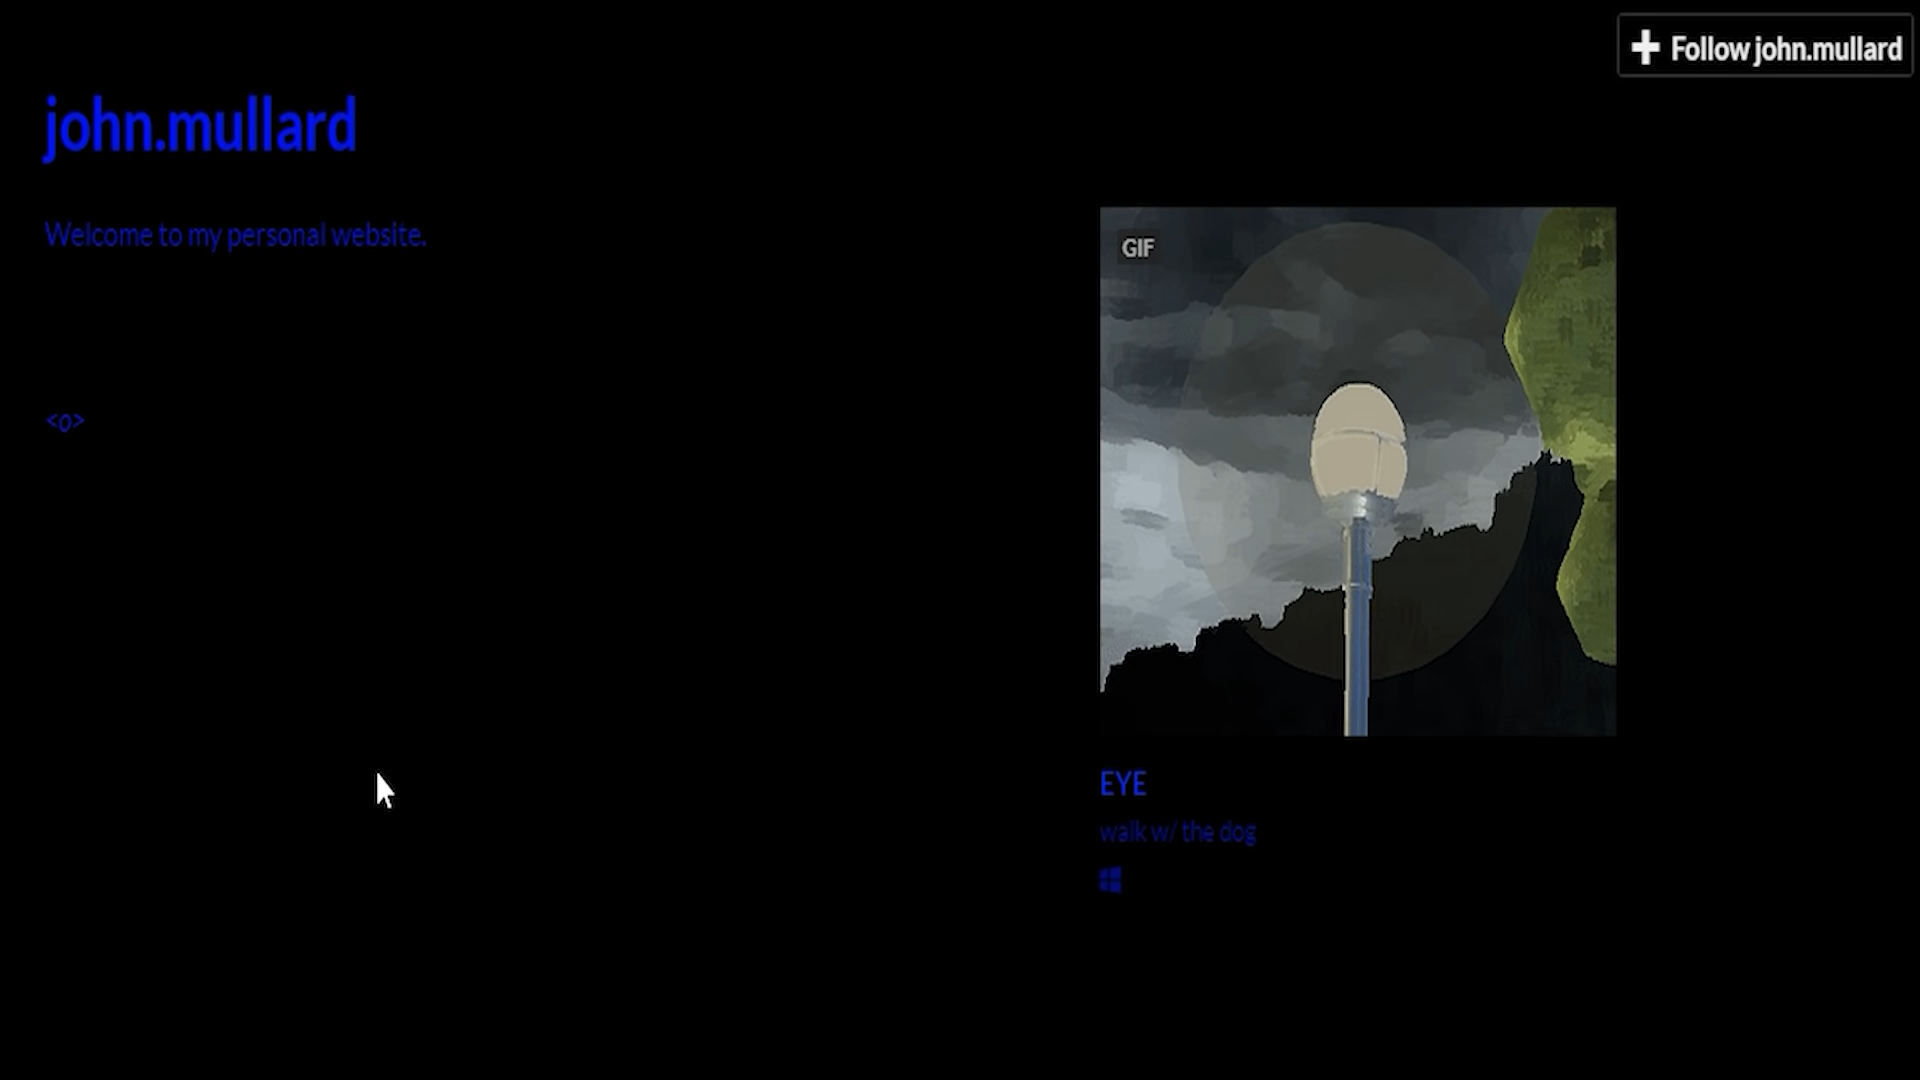 Follow john.mullard
john.mullard
Welcome to my personal website.
<o>
GIF
EYE
walk w/ the dog